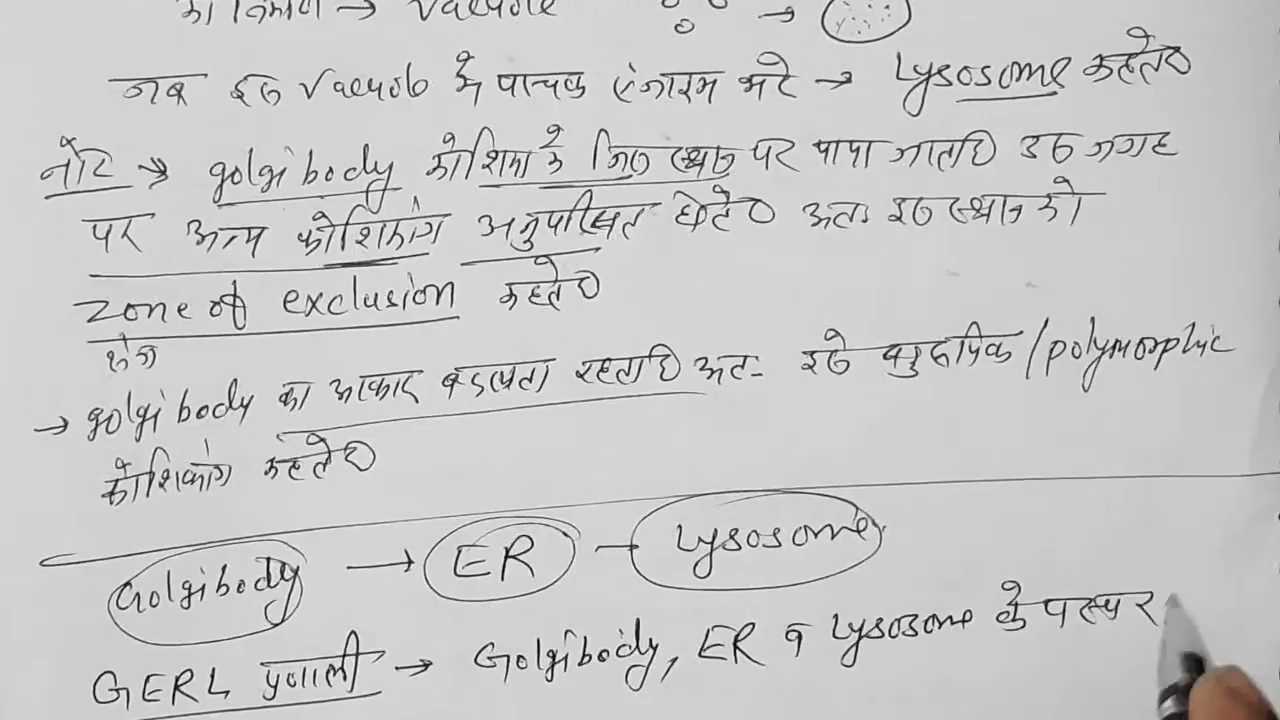 का निर्माण → Vacuole
जब इस Vacuole में पाचक एंजाइम भरे → Lysosome कहतेहै
नोट → golgibody कोशिका के जिस स्थान पर पाया जाताहै उस जगह
पर अन्य कोशिकांग अनुपस्थित होतेहै अतः इस स्थान को
zone of exclusion कहतेहै
क्षेत्र
→ golgibody का आकार बदलता रहताहै अतः इसे बहुरूपिक/polymorphic
कोशिकांग कहतेहै
Golgibody → ER – Lysosome
GERL प्रणाली → Golgibody, ER व Lysosome के परस्पर